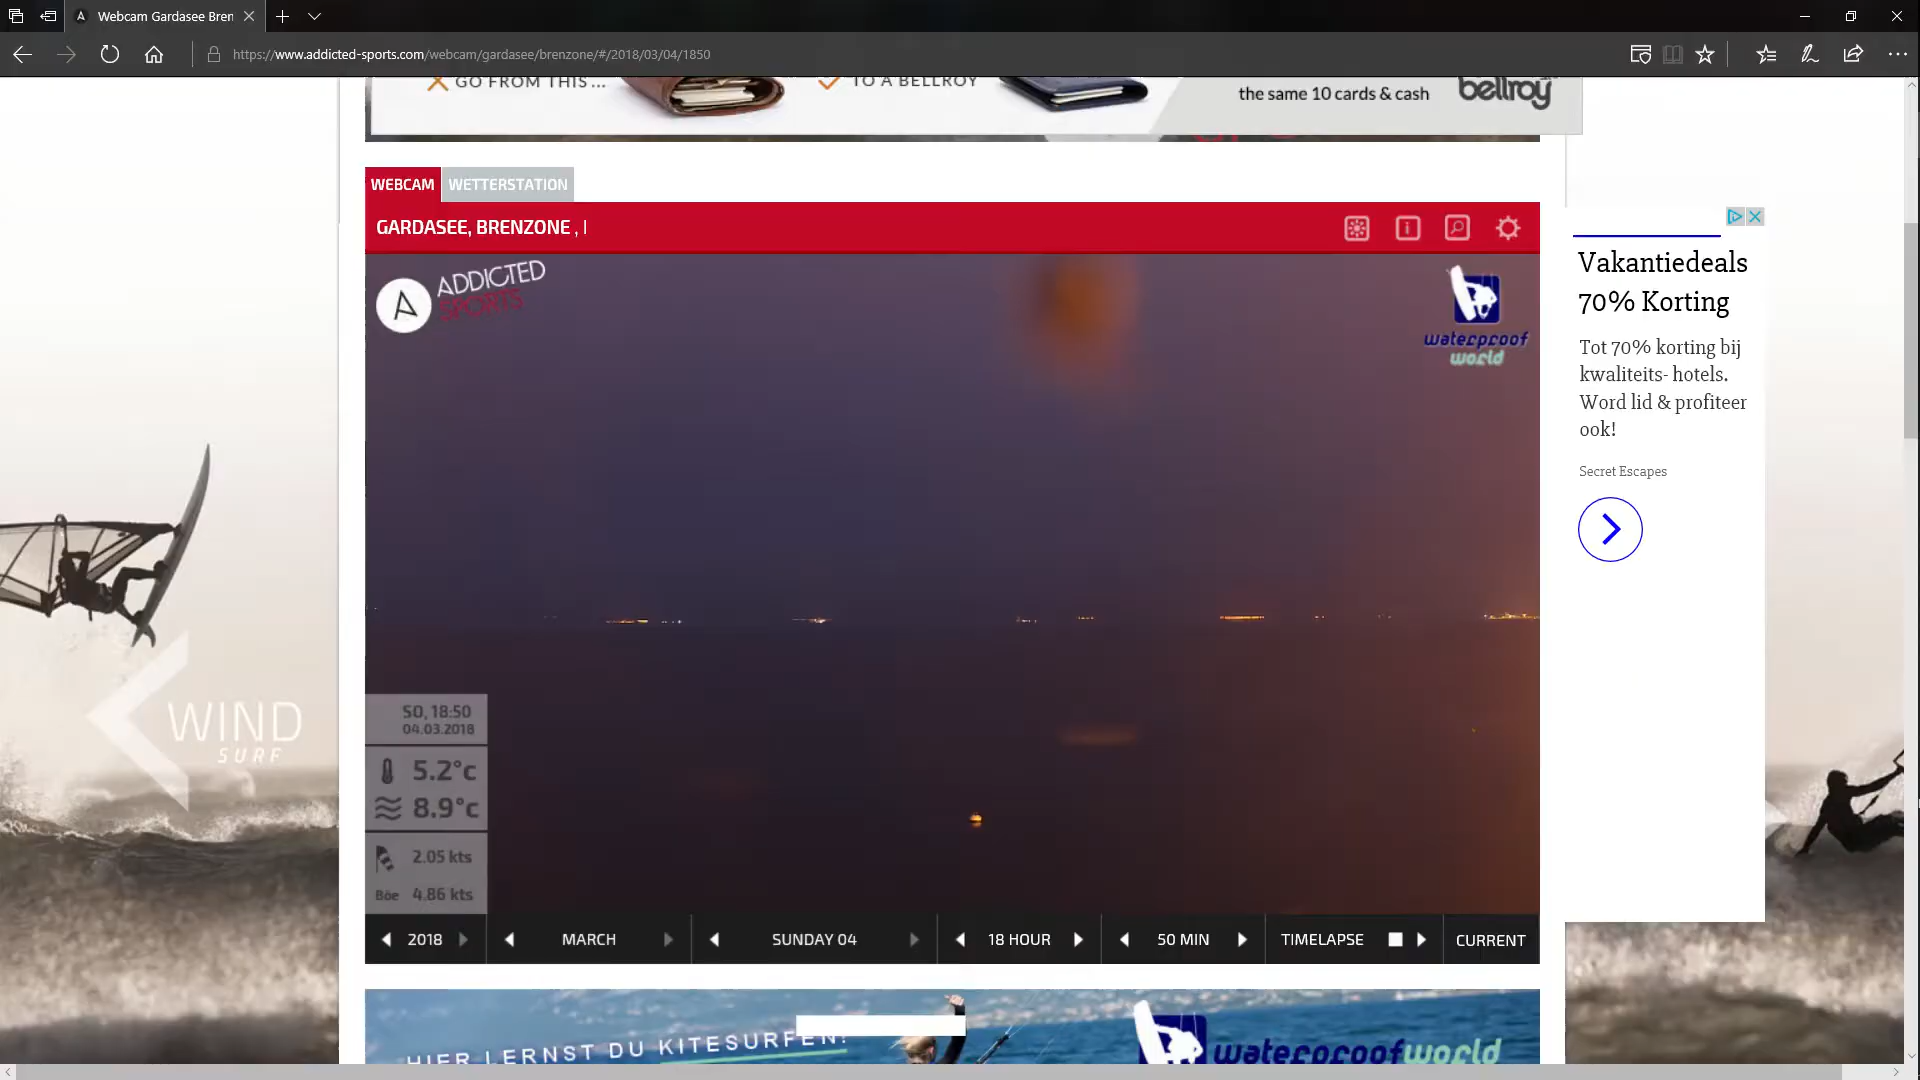 Webcam Gardasee Bren
https://www.addicted-sports.com/webcam/gardasee/brenzone/#/2018/03/04/1850
GO FROM THIS...
TO A BELLROY
the same 10 cards & cash
bellroy
WEBCAM
WETTERSTATION
GARDASEE, BRENZONE , I
ADDICTED
SPORTS
waterproof
world
Vakantiedeals
70% Korting
Tot 70% korting bij
kwaliteits- hotels.
Word lid & profiteer
ook!
Secret Escapes
WIND
SURF
SO, 18:50
04.03.2018
5.2°c
8.9°c
2.05 kts
Böe 4.86 kts
2018
MARCH
SUNDAY 04
18 HOUR
50 MIN
TIMELAPSE
CURRENT
HIER LERNST DU KITESURFEN!
waterproofworld